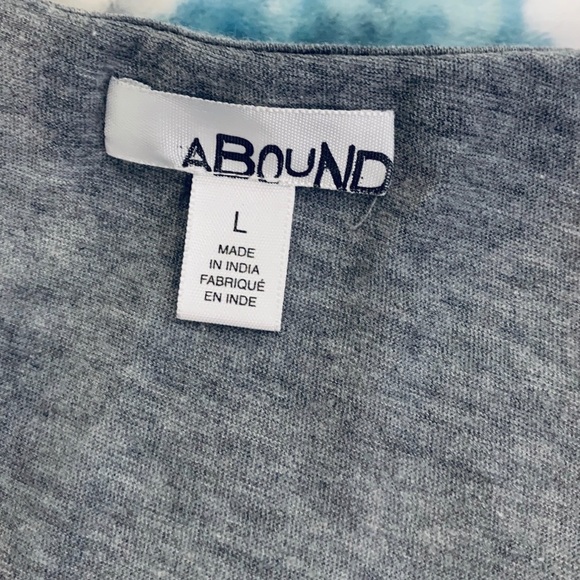 ABOUND
L
MADE
IN INDIA
FABRIQUÉ
EN INDE